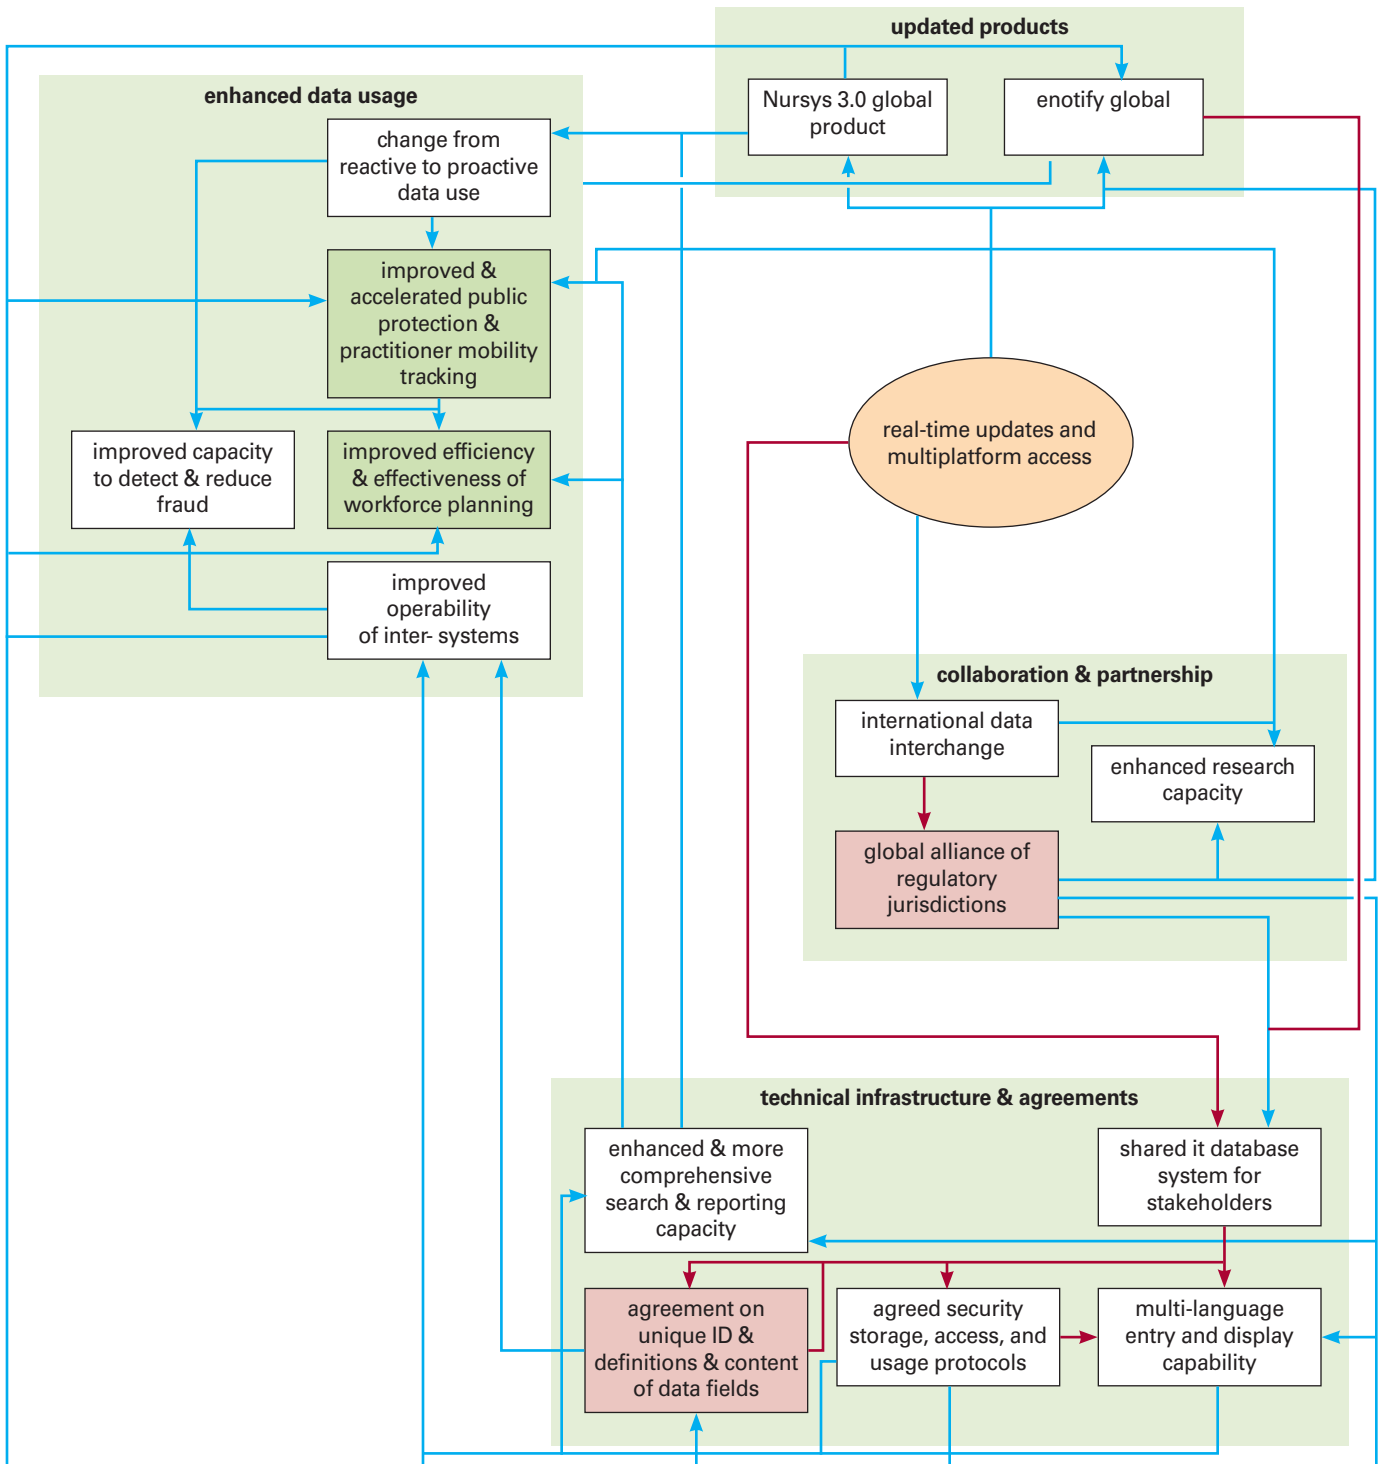 updated products
Nursys 3.0 global
product
enotify global
enhanced data usage
change from
reactive to proactive
data use
improved &
accelerated public
protection &
practitioner mobility
tracking
improved capacity
to detect & reduce
fraud
improved efficiency
& effectiveness of
workforce planning
improved
operability
of inter- systems
real-time updates and
multiplatform access
collaboration & partnership
international data
interchange
enhanced research
capacity
global alliance of
regulatory
jurisdictions
technical infrastructure & agreements
enhanced & more
comprehensive
search & reporting
capacity
shared it database
system for
stakeholders
agreement on
unique ID &
definitions & content
of data fields
agreed security
storage, access, and
usage protocols
multi-language
entry and display
capability